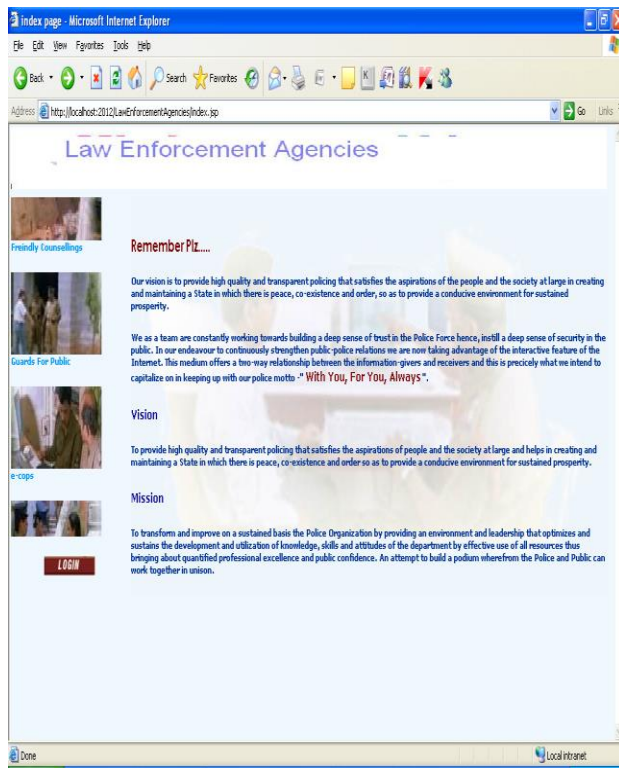 index page - Microsoft Internet Explorer
File Edit View Favorites Tools Help
Back Search Favorites
Address http://localhost:2012/LawEnforcementAgencies/index.jsp Go Links
Law Enforcement Agencies
Freindly Counsellings
Remember Plz.....
Our vision is to provide high quality and transparent policing that satisfies the aspirations of the people and the society at large in creating
and maintaining a State in which there is peace, co-existence and order, so as to provide a conducive environment for sustained
prosperity.
We as a team are constantly working towards building a deep sense of trust in the Police Force hence, instill a deep sense of security in the
public. In our endeavour to continuously strengthen public-police relations we are now taking advantage of the interactive feature of the
Guards For Public
Internet. This medium offers a two-way relationship between the information-givers and receivers and this is precicely what we intend to
capitalize on in keeping up with our police motto -" With You, For You, Always ".
Vision
To provide high quality and transparent policing that satisfies the aspirations of people and the society at large and helps in creating and
maintaining a State in which there is peace, co-existence and order so as to provide a conducive environment for sustained prosperity.
e-cops
Mission
To transform and improve on a sustained basis the Police Organization by providing an environment and leadership that optimizes and
sustains the development and utilization of knowledge, skills and attitudes of the department by effective use of all resources thus
bringing about quantified professional excellence and public confidence. An attempt to build a podium wherefrom the Police and Public can
work together in unison.
LOGIN
Done Local intranet